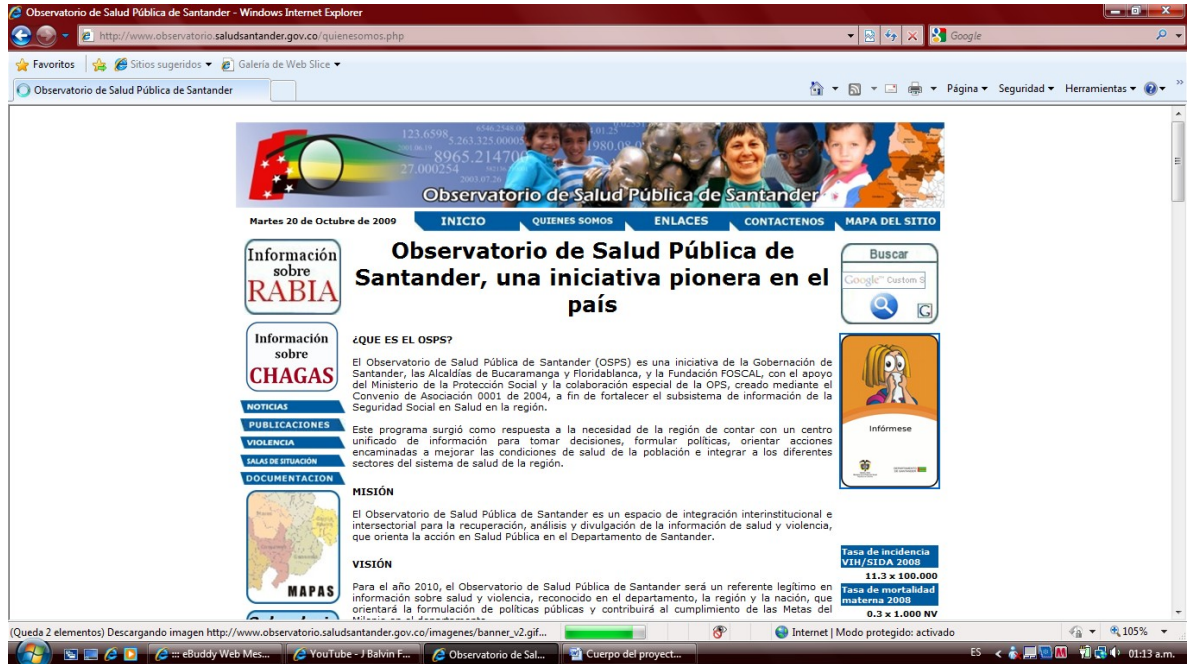 Observatorio de Salud Pública de Santander - Windows Internet Explorer
http://www.observatorio.saludsantander.gov.co/quienesomos.php
Google
Favoritos
Sitios sugeridos
Galería de Web Slice
Observatorio de Salud Pública de Santander
Página
Seguridad
Herramientas
Observatorio de Salud Pública de Santander
Martes 20 de Octubre de 2009
INICIO
QUIENES SOMOS
ENLACES
CONTACTENOS
MAPA DEL SITIO
Información
sobre
RABIA
Información
sobre
CHAGAS
NOTICIAS
PUBLICACIONES
VIOLENCIA
SALAS DE SITUACIÓN
DOCUMENTACION
MAPAS
Observatorio de Salud Pública de
Santander, una iniciativa pionera en el
país
¿QUE ES EL OSPS?
El Observatorio de Salud Pública de Santander (OSPS) es una iniciativa de la Gobernación de
Santander, las Alcaldías de Bucaramanga y Floridablanca, y la Fundación FOSCAL, con el apoyo
del Ministerio de la Protección Social y la colaboración especial de la OPS, creado mediante el
Convenio de Asociación 0001 de 2004, a fin de fortalecer el subsistema de información de la
Seguridad Social en Salud en la región.
Este programa surgió como respuesta a la necesidad de la región de contar con un centro
unificado de información para tomar decisiones, formular políticas, orientar acciones
encaminadas a mejorar las condiciones de salud de la población e integrar a los diferentes
sectores del sistema de salud de la región.
MISIÓN
El Observatorio de Salud Pública de Santander es un espacio de integración interinstitucional e
intersectorial para la recuperación, análisis y divulgación de la información de salud y violencia,
que orienta la acción en Salud Pública en el Departamento de Santander.
VISIÓN
Para el año 2010, el Observatorio de Salud Pública de Santander será un referente legítimo en
información sobre salud y violencia, reconocido en el departamento, la región y la nación, que
orientará la formulación de políticas públicas y contribuirá al cumplimiento de las Metas del
Buscar
Google™ Custom S
Infórmese
Tasa de incidencia
VIH/SIDA 2008
11.3 x 100.000
Tasa de mortalidad
materna 2008
0.3 x 1.000 NV
(Queda 2 elementos) Descargando imagen http://www.observatorio.saludsantander.gov.co/imagenes/banner_v2.gif...
Internet | Modo protegido: activado
105%
::: eBuddy Web Mes...
YouTube - J Balvin F...
Observatorio de Sal...
Cuerpo del proyect...
ES
01:13 a.m.